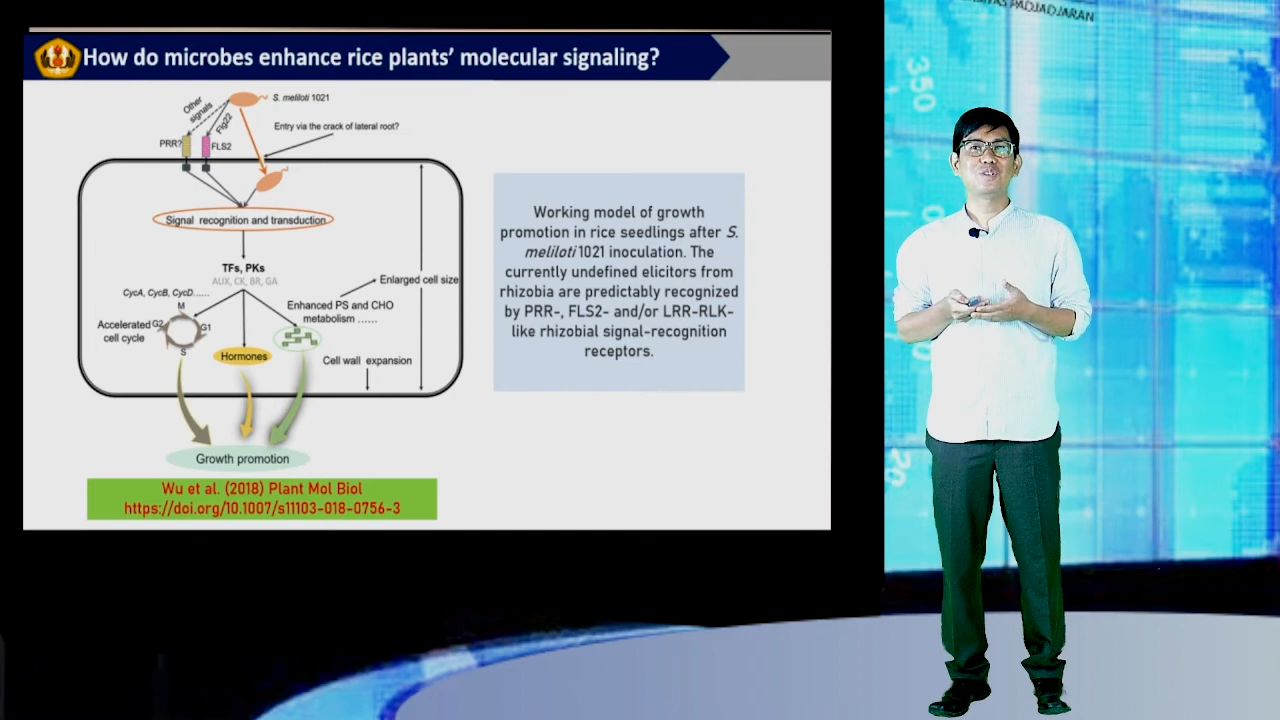 How do microbes enhance rice plants' molecular signaling?
Other signals
S. meliloti 1021
Flg22
Entry via the crack of lateral root?
PRR?
FLS2
Signal recognition and transduction
TFs, PKs
AUX, CK, BR, GA
Enlarged cell size
CycA, CycB, CycD......
Enhanced PS and CHO
metabolism ......
M
G2
G1
S
Accelerated
cell cycle
Hormones
Cell wall expansion
Growth promotion
Wu et al. (2018) Plant Mol Biol
https://doi.org/10.1007/s11103-018-0756-3
Working model of growth
promotion in rice seedlings after S.
meliloti 1021 inoculation. The
currently undefined elicitors from
rhizobia are predictably recognized
by PRR-, FLS2- and/or LRR-RLK-
like rhizobial signal-recognition
receptors.
PADJADJARAN
350